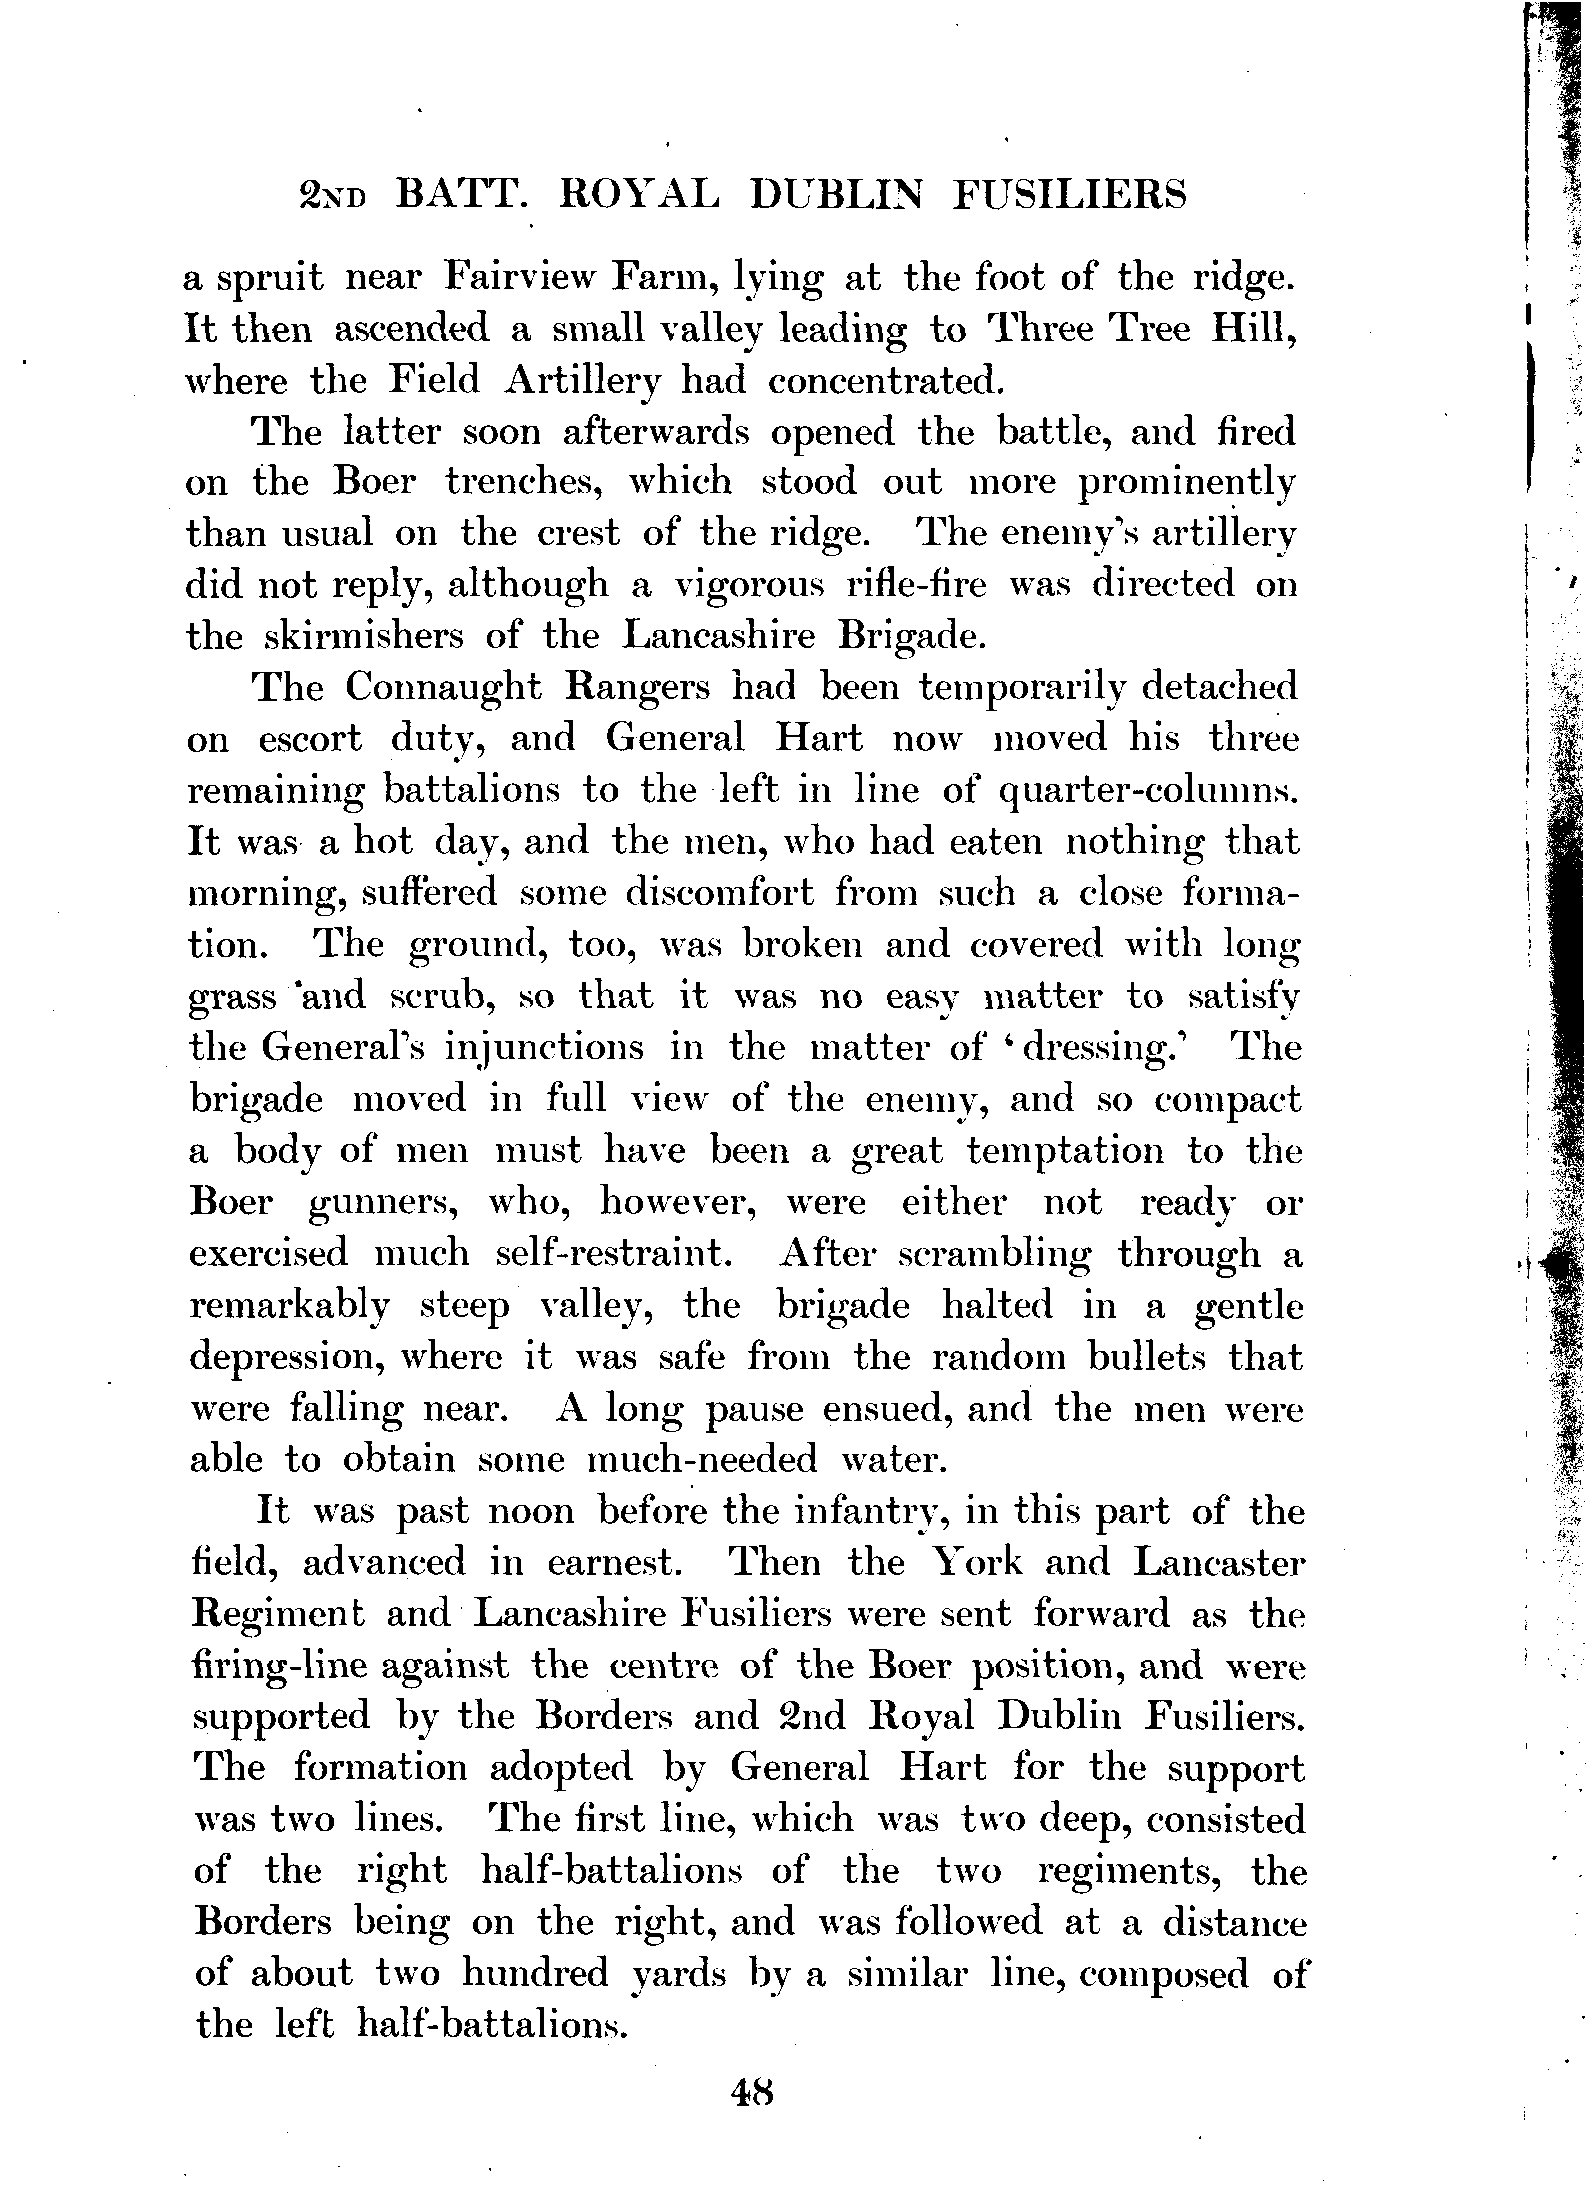 2ND BATT. ROYAL DUBLIN FUSILIERS
a spruit near Fairview Farm, lying at the foot of the ridge.
It then ascended a small valley leading to Three Tree Hill,
where the Field Artillery had concentrated.
The latter soon afterwards opened the battle, and fired
on the Boer trenches, which stood out more prominently
than usual on the crest of the ridge. The enemy's artillery
did not reply, although a vigorous rifle-fire was directed on
the skirmishers of the Lancashire Brigade.
The Connaught Rangers had been temporarily detached
on escort duty, and General Hart now moved his three
remaining battalions to the left in line of quarter-columns.
It was a hot day, and the men, who had eaten nothing that
morning, suffered some discomfort from such a close forma-
tion. The ground, too, was broken and covered with long
grass and scrub, so that it was no easy matter to satisfy
the General's injunctions in the matter of 'dressing.' The
brigade moved in full view of the enemy, and so compact
a body of men must have been a great temptation to the
Boer gunners, who, however, were either not ready or
exercised much self-restraint. After scrambling through a
remarkably steep valley, the brigade halted in a gentle
depression, where it was safe from the random bullets that
were falling near. A long pause ensued, and the men were
able to obtain some much-needed water.
It was past noon before the infantry, in this part of the
field, advanced in earnest. Then the York and Lancaster
Regiment and Lancashire Fusiliers were sent forward as the
firing-line against the centre of the Boer position, and were
supported by the Borders and 2nd Royal Dublin Fusiliers.
The formation adopted by General Hart for the support
was two lines. The first line, which was two deep, consisted
of the right half-battalions of the two regiments, the
Borders being on the right, and was followed at a distance
of about two hundred yards by a similar line, composed of
the left half-battalions.
48